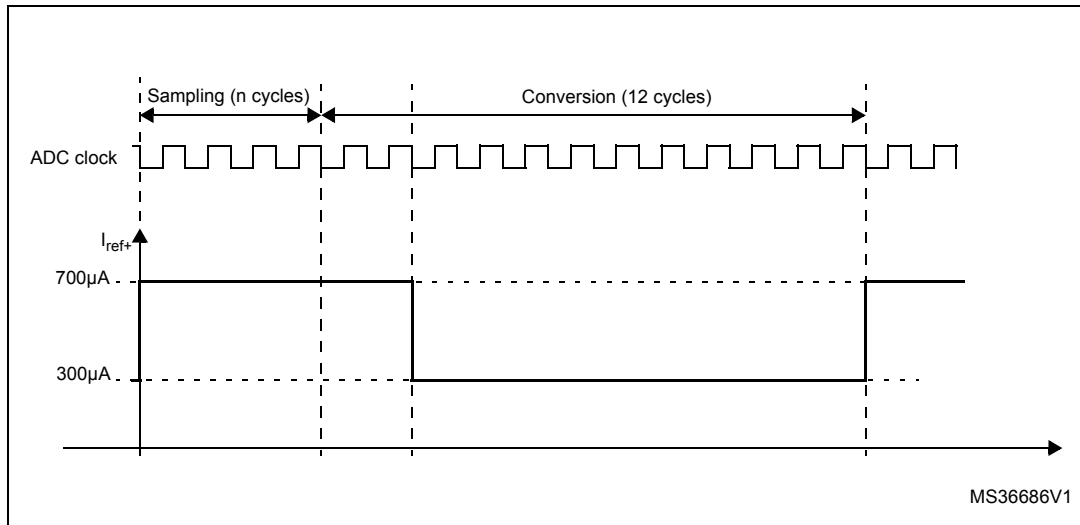 Sampling (n cycles)
Conversion (12 cycles)
ADC clock
Iref+
700µA
300µA
MS36686V1